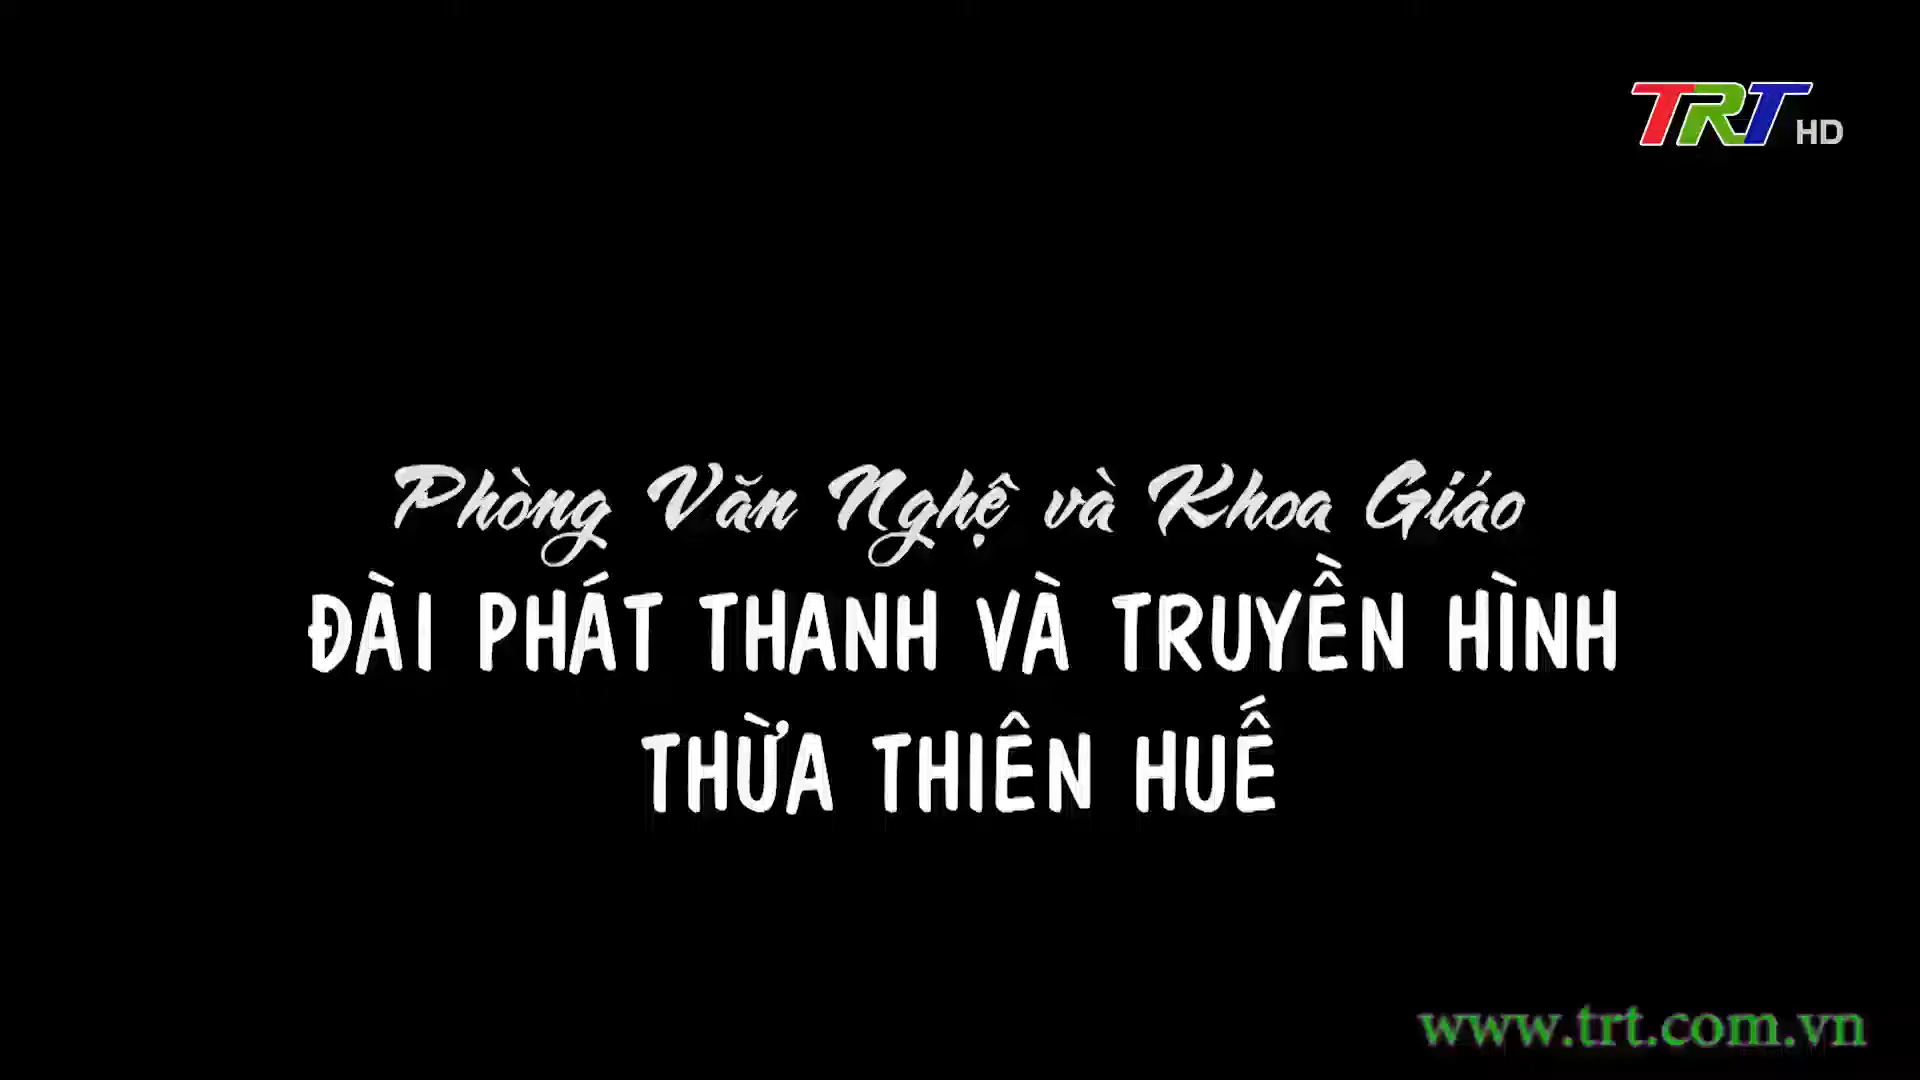 TRT HD
Phòng Văn Nghệ và Khoa Giáo
ĐÀI PHÁT THANH VÀ TRUYỀN HÌNH
THỪA THIÊN HUẾ
www.trt.com.vn